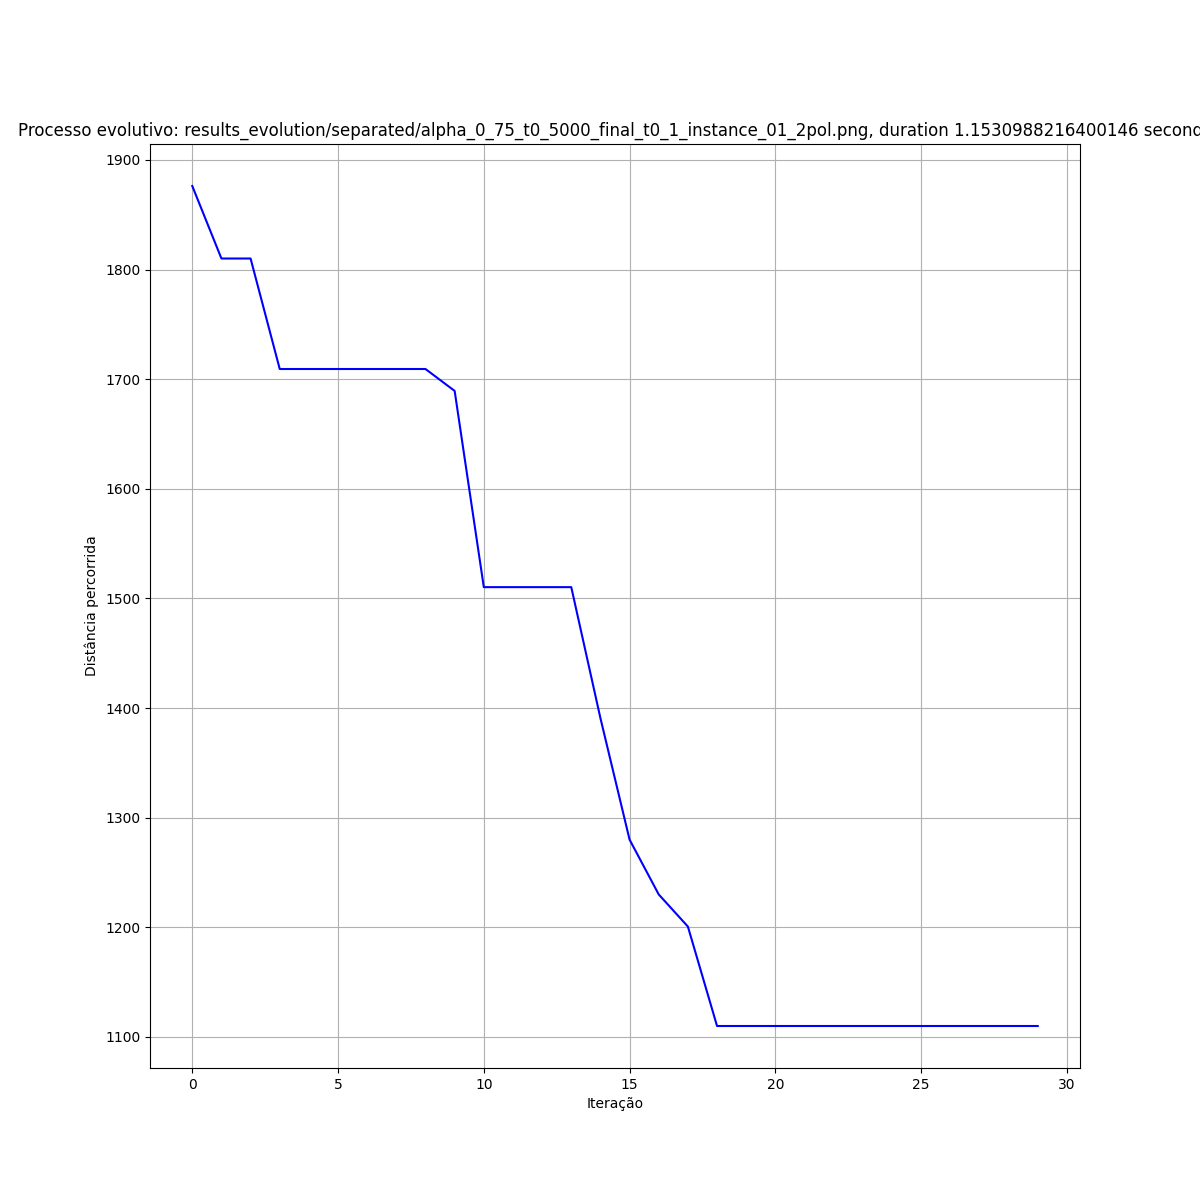 Processo evolutivo: results_evolution/separated/alpha_0_75_t0_5000_final_t0_1_instance_01_2pol.png, duration 1.1530988216400146 second
1900
1800
1700
1600
1500
1400
1300
1200
1100
Distância percorrida
0 5 10 15 20 25 30
Iteração